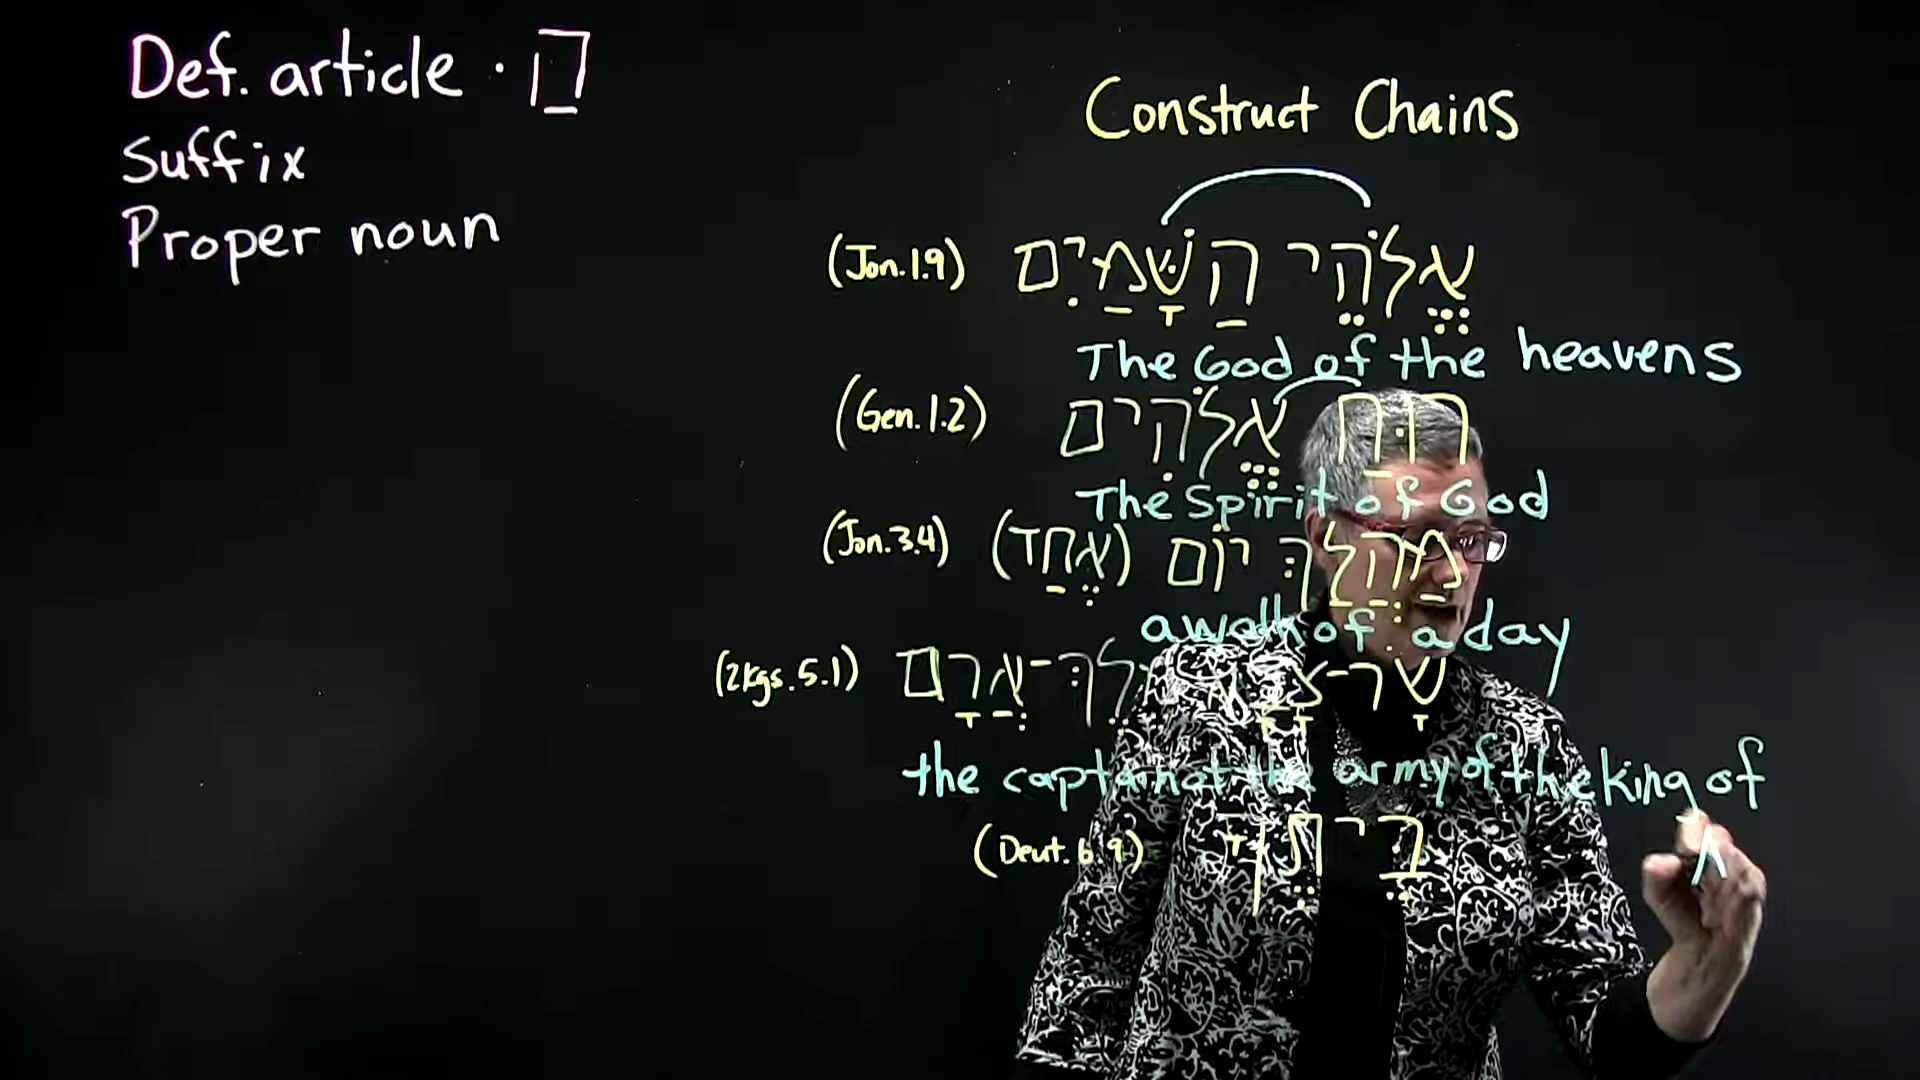 Def. article · הַ
Suffix
Proper noun
Construct Chains
(Jon. 1.9) אֱלֹהֵי הַשָּׁמַיִם
The God of the heavens
(Gen. 1.2) רוּחַ אֱלֹהִים
The Spirit of God
(Jon. 3.4) מַהֲלַךְ יוֹם (אֶחַד)
a walk of a day
(2kgs. 5.1) שַׂר־ אֲרָם
the captain of the army of the king of
(Deut. 6.9) בֵּיתֶךָ